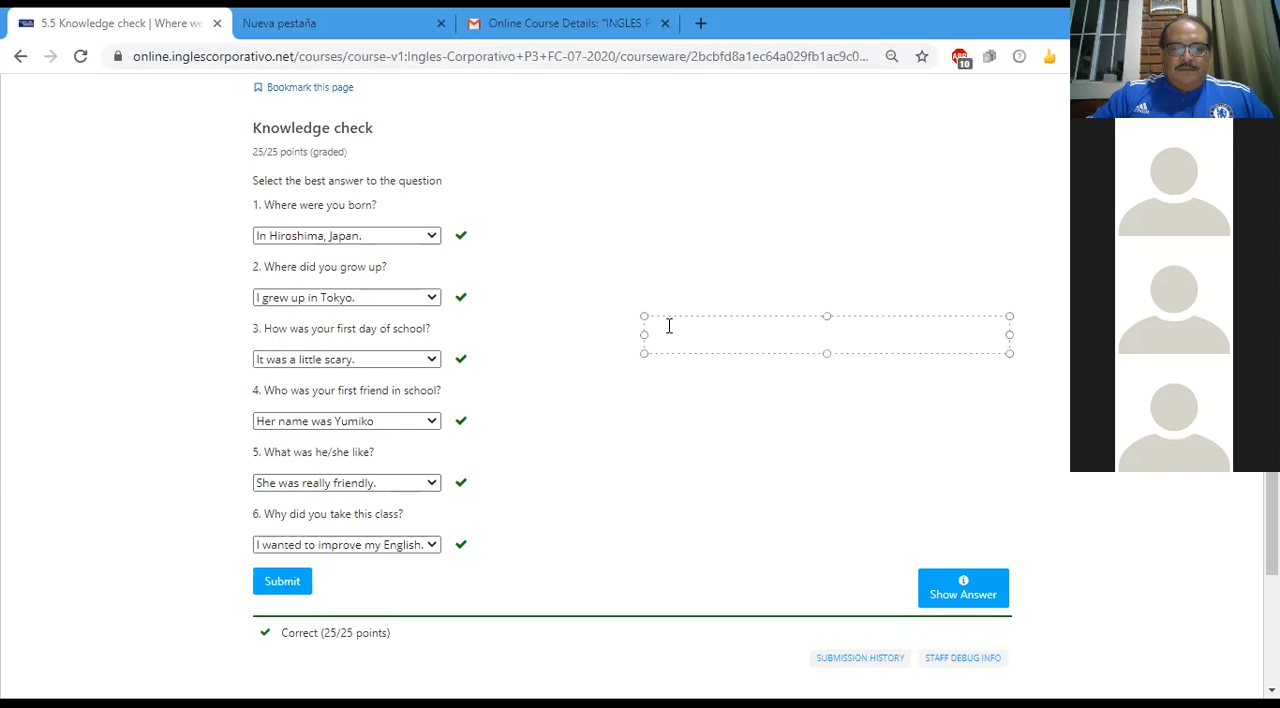 5.5 Knowledge check | Where we
Nueva pestaña
Online Course Details: "INGLES P
online.inglescorporativo.net/courses/course-v1:InglesCorporativo+P3+FC-07-2020/courseware/2bcbfd8a1ec64a029fb1ac9c0...
10
Bookmark this page
Knowledge check
25/25 points (graded)
Select the best answer to the question
1. Where were you born?
In Hiroshima, Japan.
2. Where did you grow up?
I grew up in Tokyo.
3. How was your first day of school?
It was a little scary.
4. Who was your first friend in school?
Her name was Yumiko
5. What was he/she like?
She was really friendly.
6. Why did you take this class?
I wanted to improve my English.
Submit
Show Answer
Correct (25/25 points)
SUBMISSION HISTORY
STAFF DEBUG INFO